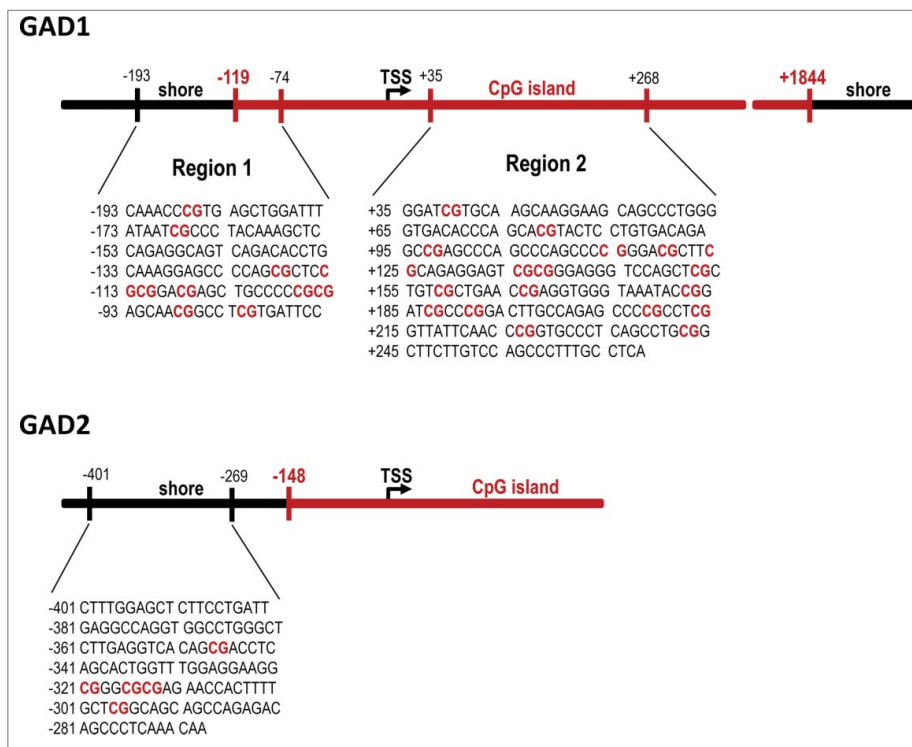 GAD1
-193 -119 -74 TSS +35 +268 +1844
shore CpG island shore
Region 1 Region 2
-193 CAAACCCGTG AGCTGGATTT
-173 ATAATCGCCC TACAAAGCTC
-153 CAGAGGCAGT CAGACACCTG
-133 CAAAGGAGCC CCAGCGCTCC
-113 GCGGACGAGC TGCCCCCGCG
-93 AGCAACGGCC TCGTGATTCC
+35 GGATCGTGCA AGCAAGGAAG CAGCCCTGGG
+65 GTGACACCCA GCACGTACTC CTGTGACAGA
+95 GCCGAGCCCA GCCCAGCCCC GGGACGCTTC
+125 GCAGAGGAGT CGCGGGAGGG TCCAGCTCGC
+155 TGTCGCTGAAC CCGAGGTGGG TAAATACCGG
+185 ATCGCCCGGA CTTGCCAGAG CCCCGCCTCG
+215 GTTATTCAAC CCGGTGCCCT CAGCCTGCGG
+245 CTTCTTGTCC AGCCCTTTGC CTCA
GAD2
-401 -269 -148 TSS
shore CpG island
-401 CTTTGGAGCT CTTCCTGATT
-381 GAGGCCAGGT GGCCTGGGCT
-361 CTTGAGGTCA CAGCGACCTC
-341 AGCACTGGTT TGGAGGAAGG
-321 CGGGCGCGAG AACCACTTTT
-301 GCTCGGCAGC AGCCAGAGAC
-281 AGCCCTCAAA CAA